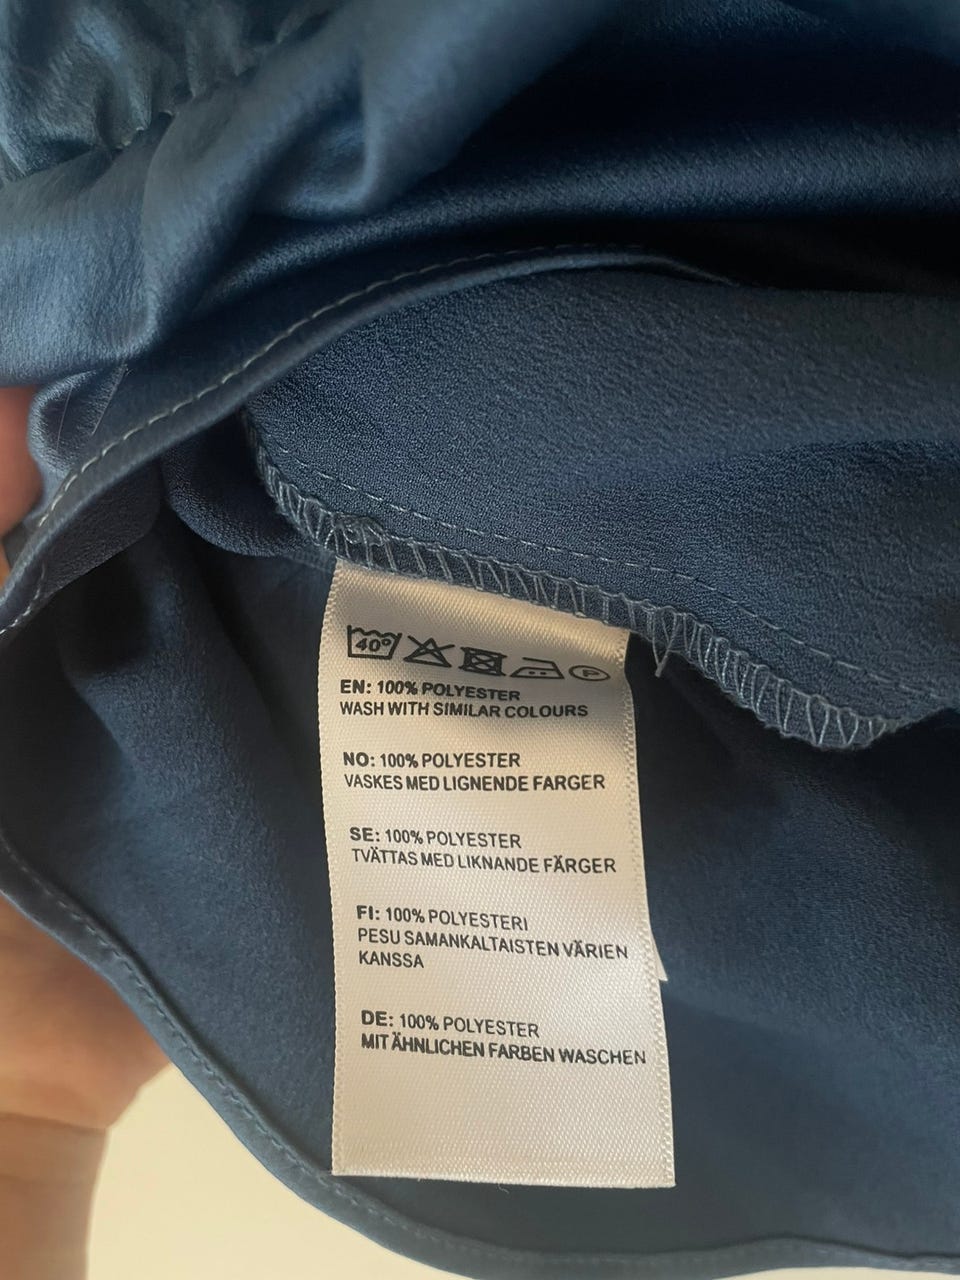 40° P
EN: 100% POLYESTER
WASH WITH SIMILAR COLOURS
NO: 100% POLYESTER
VASKES MED LIGNENDE FARGER
SE: 100% POLYESTER
TVÄTTAS MED LIKNANDE FÄRGER
FI: 100% POLYESTERI
PESU SAMANKALTAISTEN VÄRIEN
KANSSA
DE: 100% POLYESTER
MIT ÄHNLICHEN FARBEN WASCHEN